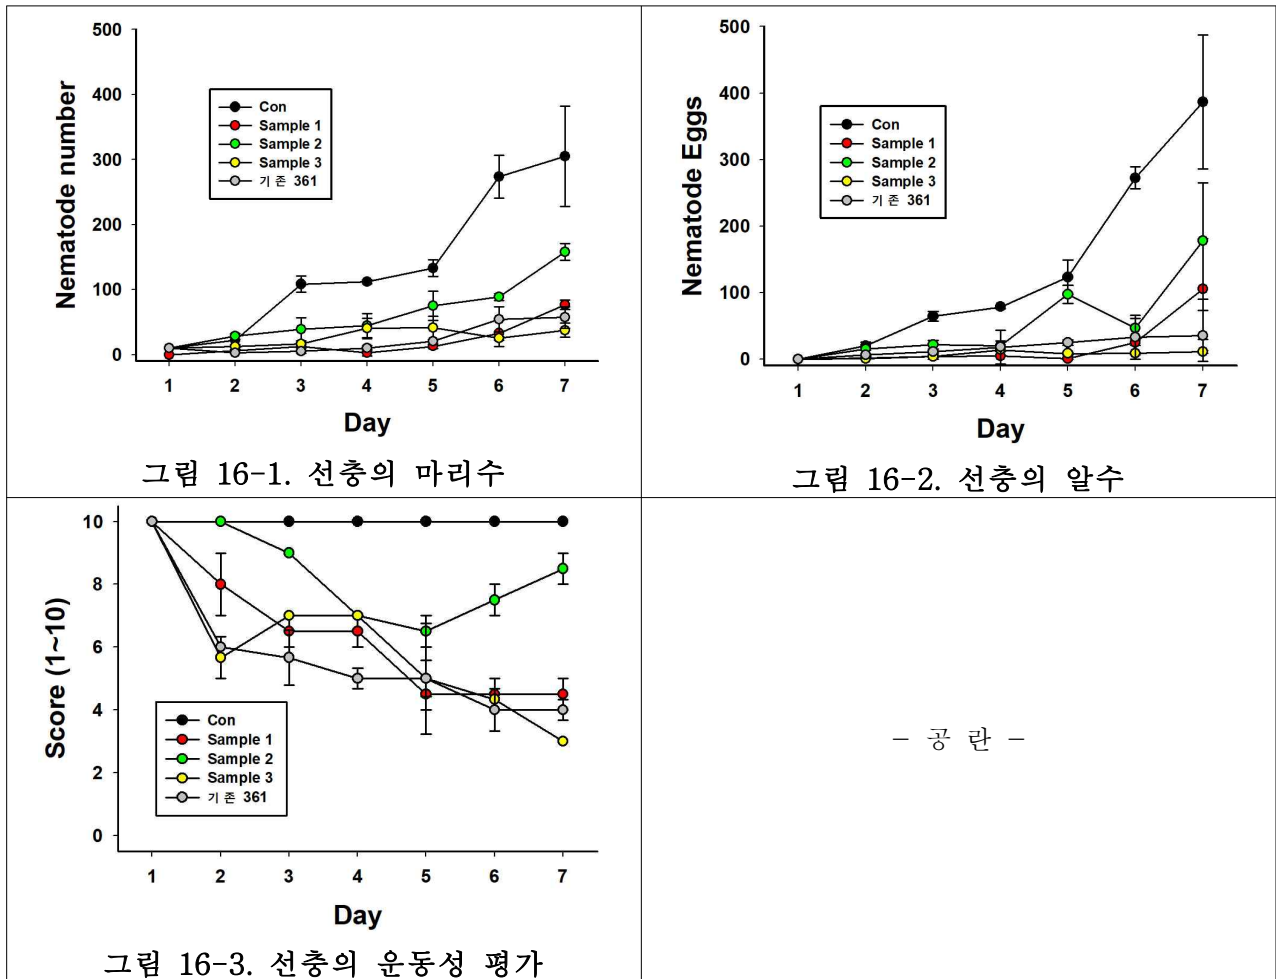 500
400
300
200
100
0
Nematode number
Con
Sample 1
Sample 2
Sample 3
기존 361
1 2 3 4 5 6 7
Day
그림 16-1. 선충의 마리수
500
400
300
200
100
0
Nematode Eggs
Con
Sample 1
Sample 2
Sample 3
기존 361
1 2 3 4 5 6 7
Day
그림 16-2. 선충의 알수
10
8
6
4
2
0
Score (1~10)
Con
Sample 1
Sample 2
Sample 3
기존 361
1 2 3 4 5 6 7
Day
그림 16-3. 선충의 운동성 평가
- 공 란 -